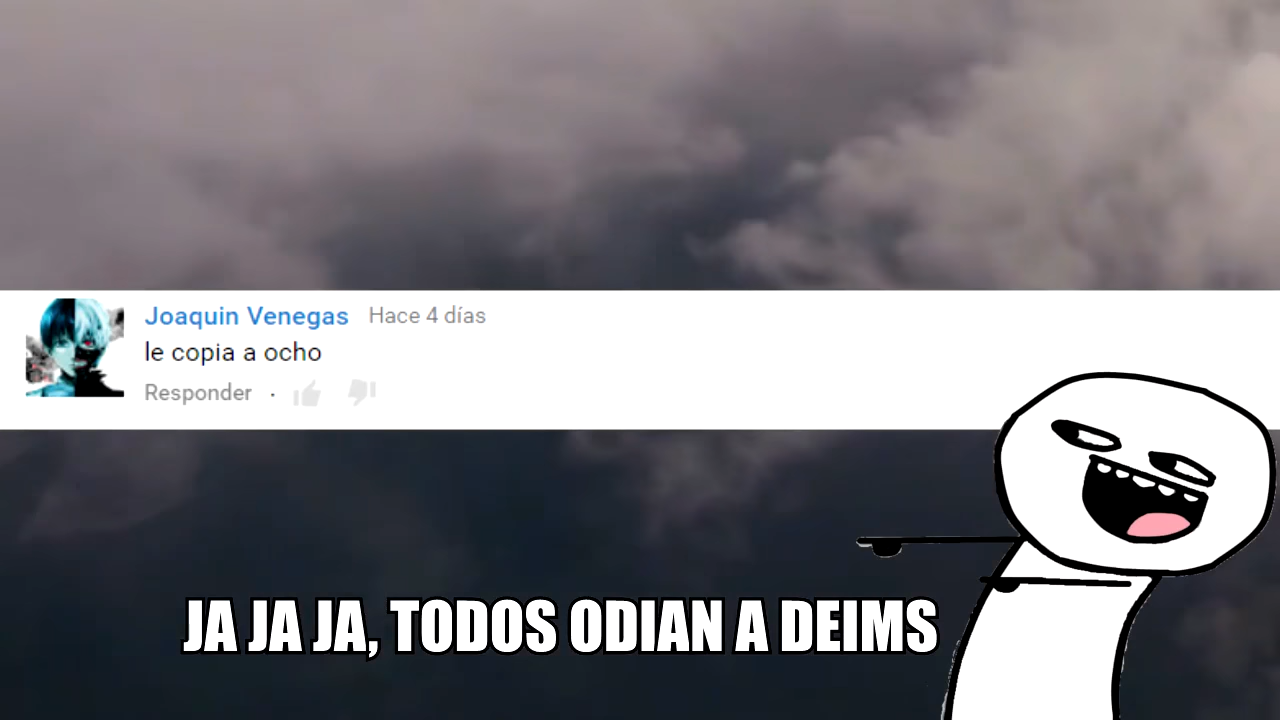 Joaquin Venegas Hace 4 días
le copia a ocho
Responder ·
JA JA JA, TODOS ODIAN A DEIMS